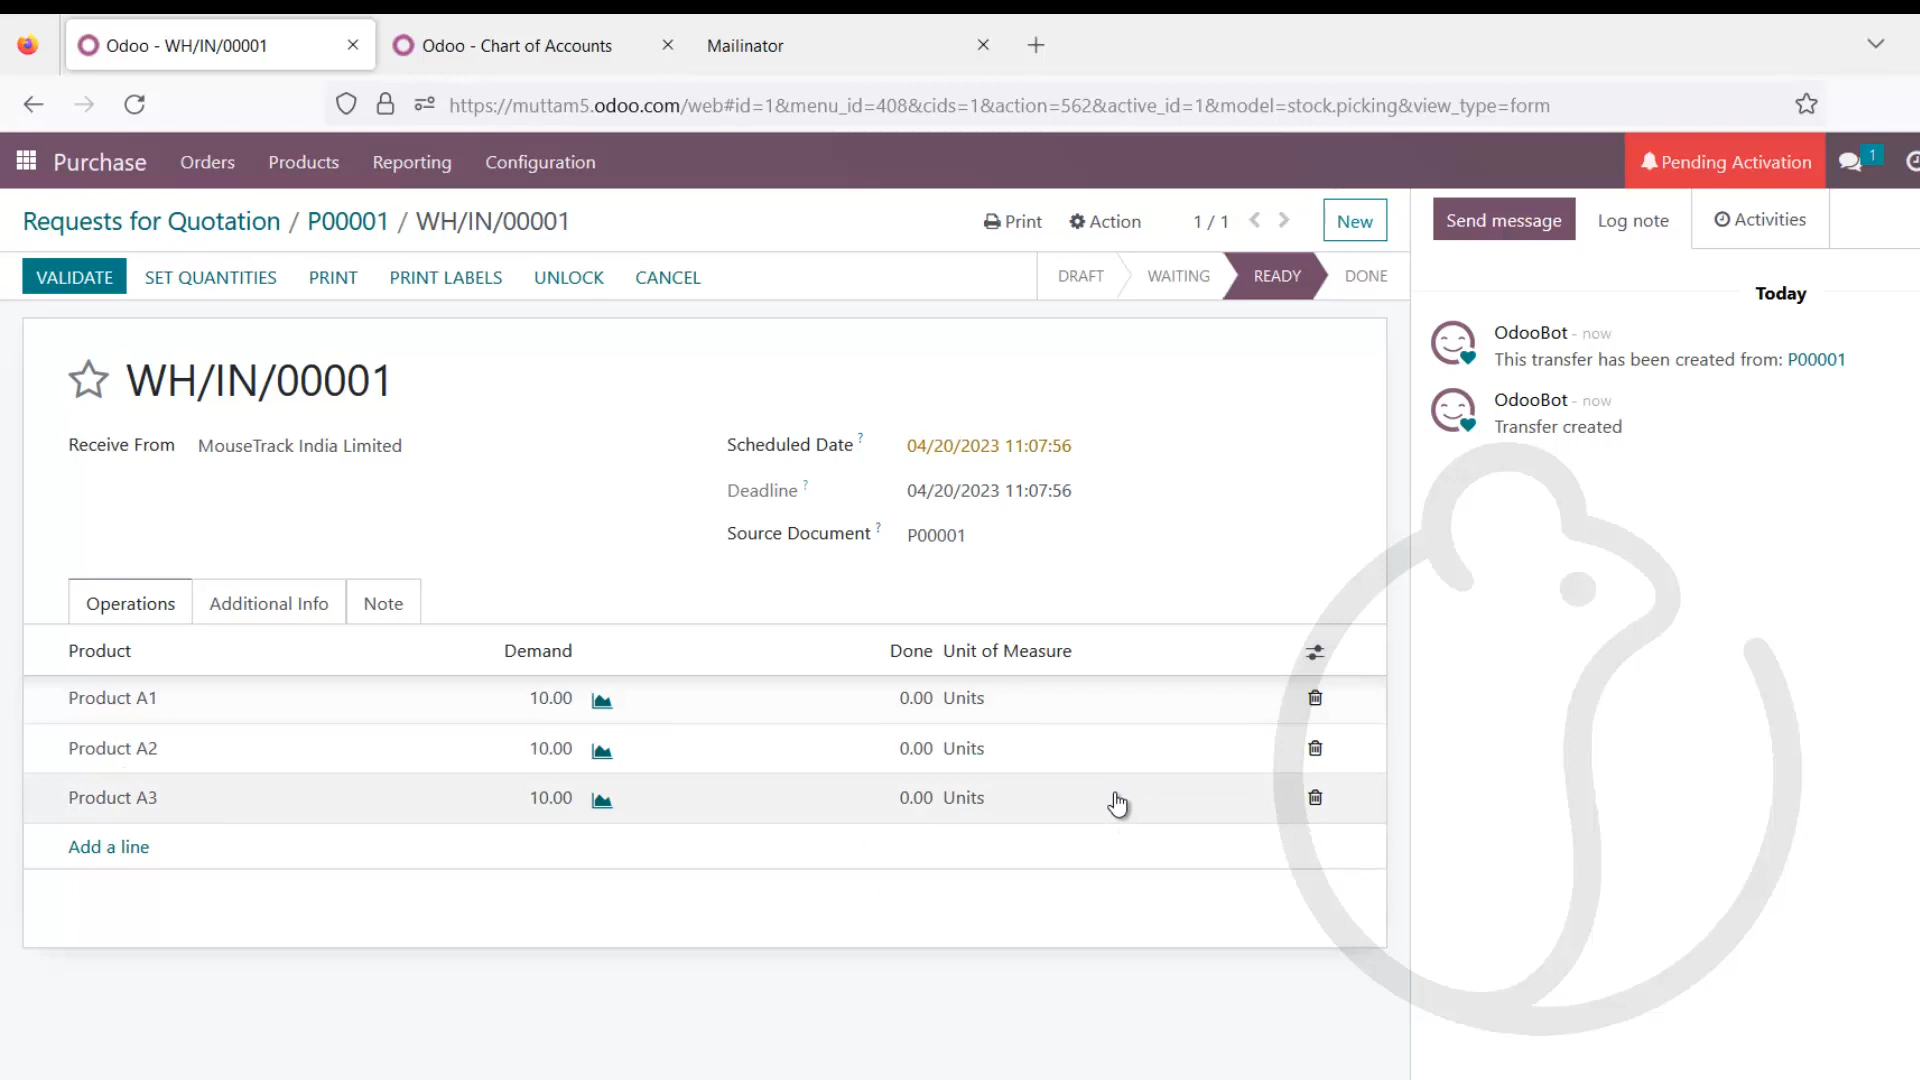 Odoo - WH/IN/00001
Odoo - Chart of Accounts
Mailinator
https://muttam5.odoo.com/web#id=1&menu_id=408&cids=1&action=562&active_id=1&model=stock.picking&view_type=form
Purchase Orders Products Reporting Configuration
Pending Activation 1
Requests for Quotation / P00001 / WH/IN/00001
Print Action 1 / 1 New
Send message Log note Activities
VALIDATE SET QUANTITIES PRINT PRINT LABELS UNLOCK CANCEL
DRAFT WAITING READY DONE
Today
OdooBot - now
This transfer has been created from: P00001
OdooBot - now
Transfer created
WH/IN/00001
Receive From MouseTrack India Limited
Scheduled Date ? 04/20/2023 11:07:56
Deadline ? 04/20/2023 11:07:56
Source Document ? P00001
Operations Additional Info Note
Product Demand Done Unit of Measure
Product A1 10.00 0.00 Units
Product A2 10.00 0.00 Units
Product A3 10.00 0.00 Units
Add a line